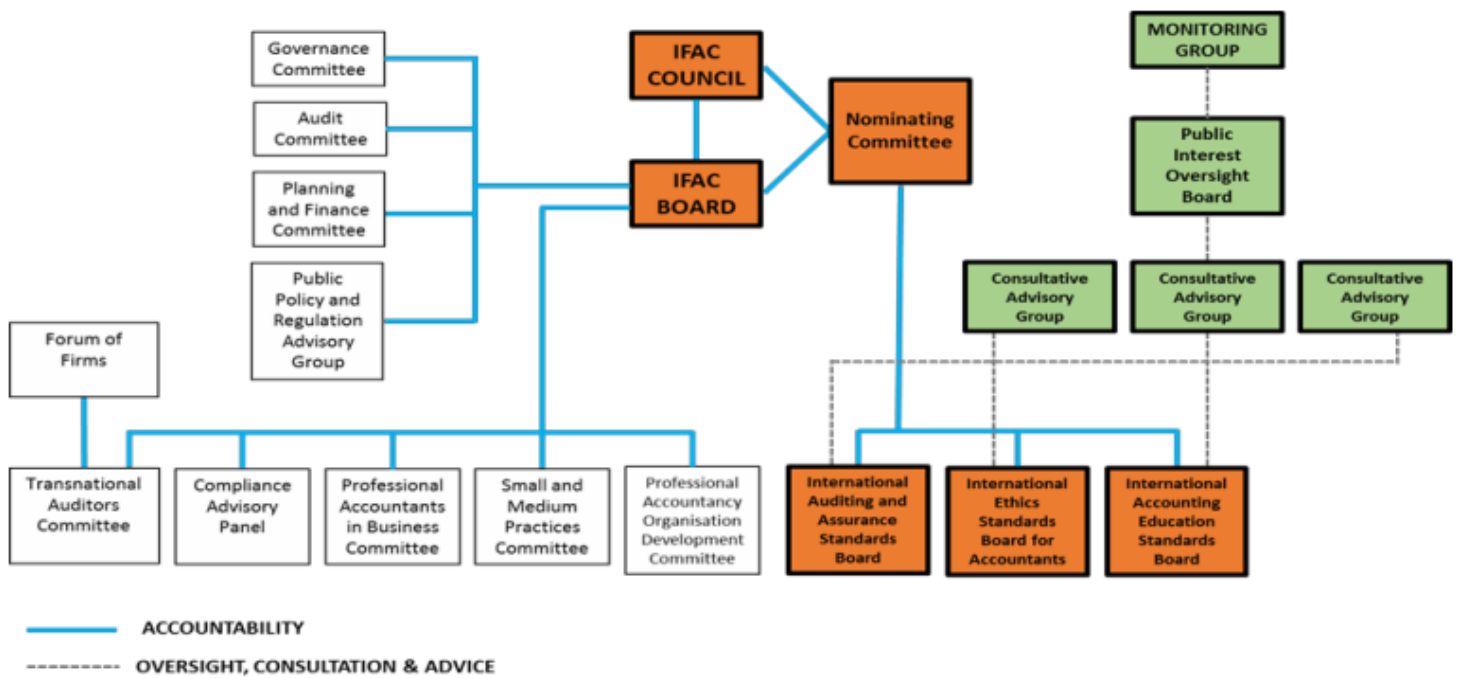 Governance
Committee
Audit
Committee
Planning
and Finance
Committee
Public
Policy and
Regulation
Advisory
Group
IFAC
COUNCIL
IFAC
BOARD
Nominating
Committee
MONITORING
GROUP
Public
Interest
Oversight
Board
Consultative
Advisory
Group
Consultative
Advisory
Group
Consultative
Advisory
Group
Forum of
Firms
Transnational
Auditors
Committee
Compliance
Advisory
Panel
Professional
Accountants
in Business
Committee
Small and
Medium
Practices
Committee
Professional
Accountancy
Organisation
Development
Committee
International
Auditing and
Assurance
Standards
Board
International
Ethics
Standards
Board for
Accountants
International
Accounting
Education
Standards
Board
ACCOUNTABILITY
OVERSIGHT, CONSULTATION & ADVICE